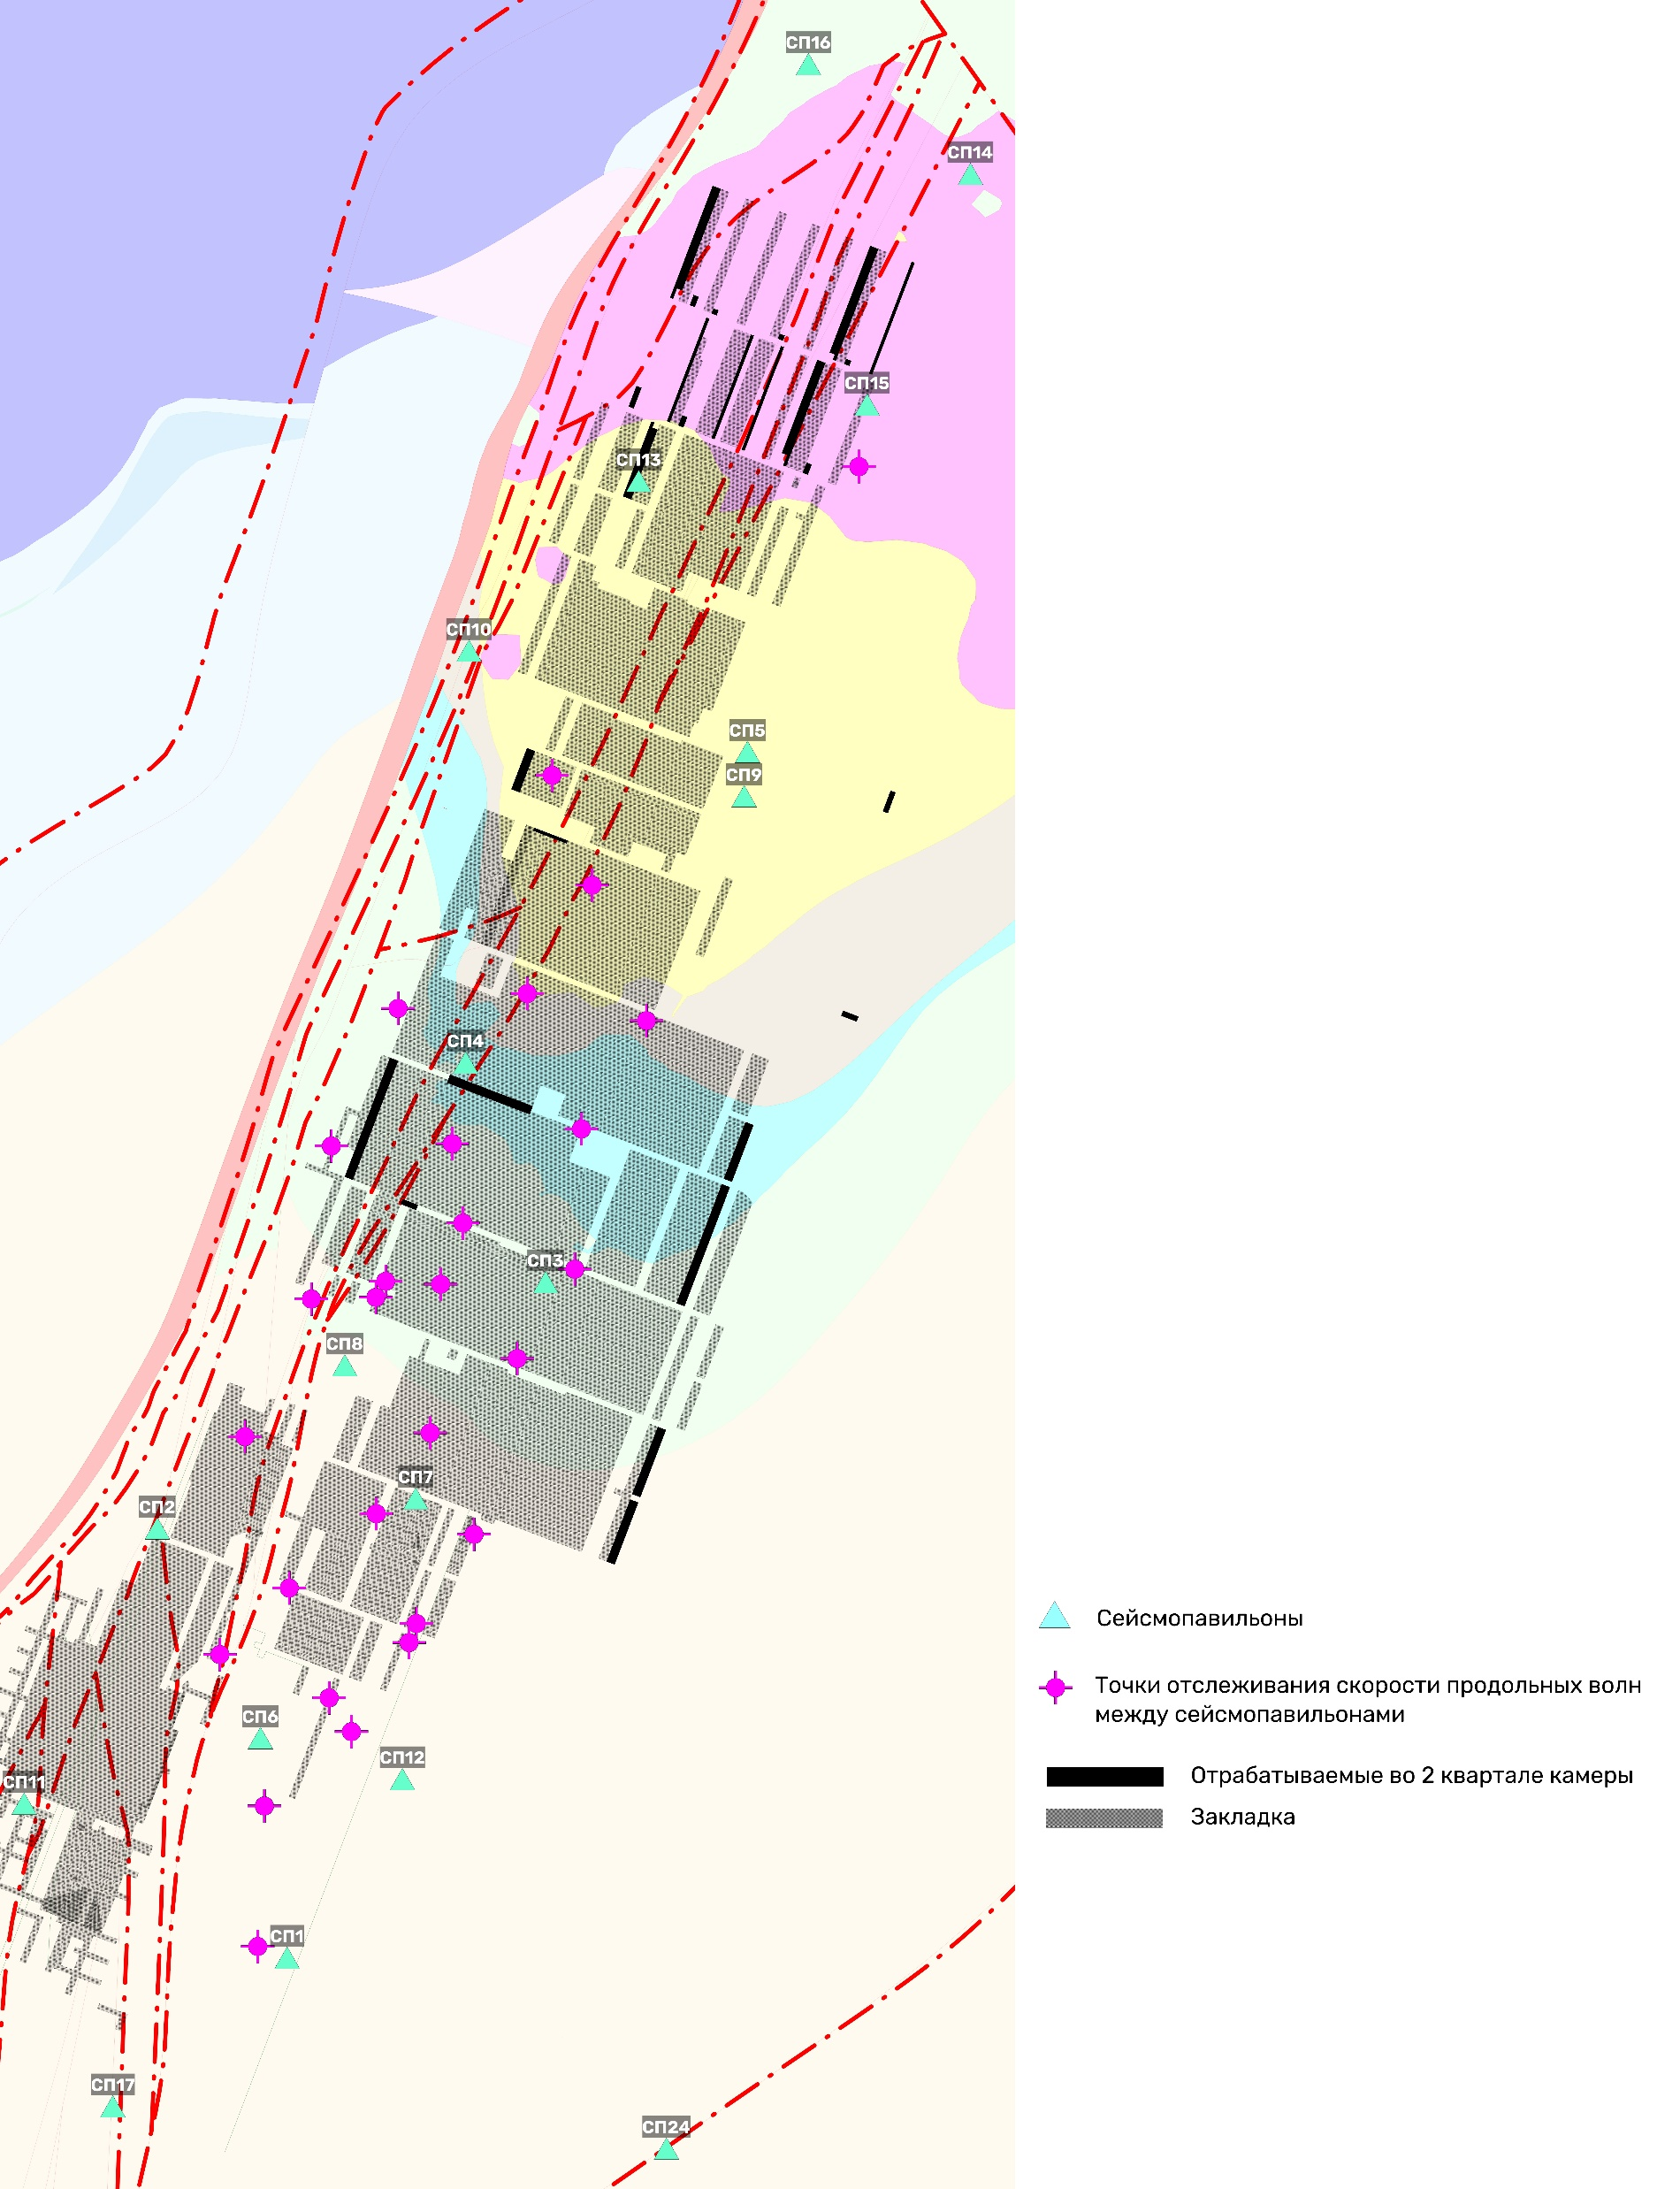 СП16
СП14
СП15
СП13
СП10
СП5
СП9
СП4
СП3
СП8
СП7
СП2
СП6
СП12
СП11
СП1
СП17
СП24
Сейсмопавильоны
Точки отслеживания скорости продольных волн
между сейсмопавильонами
Отрабатываемые во 2 квартале камеры
Закладка